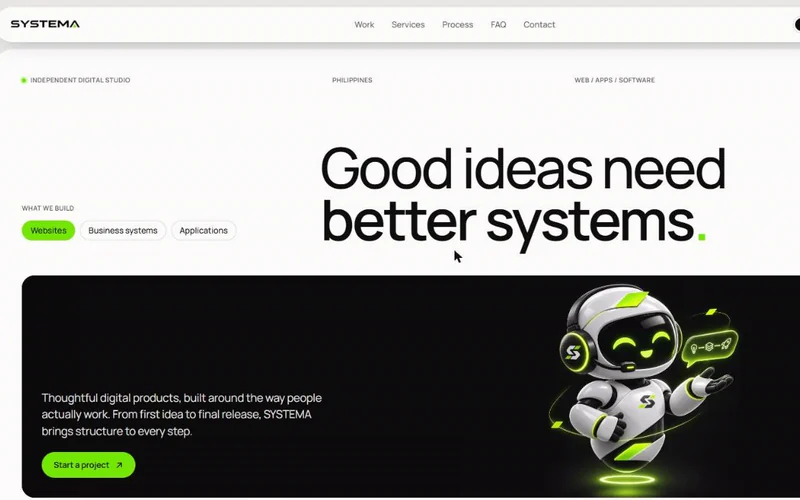 SYSTEMA
Work Services Process FAQ Contact
INDEPENDENT DIGITAL STUDIO
PHILIPPINES
WEB / APPS / SOFTWARE
Good ideas need
better systems.
WHAT WE BUILD
Websites Business systems Applications
Thoughtful digital products, built around the way people
actually work. From first idea to final release, SYSTEMA
brings structure to every step.
Start a project